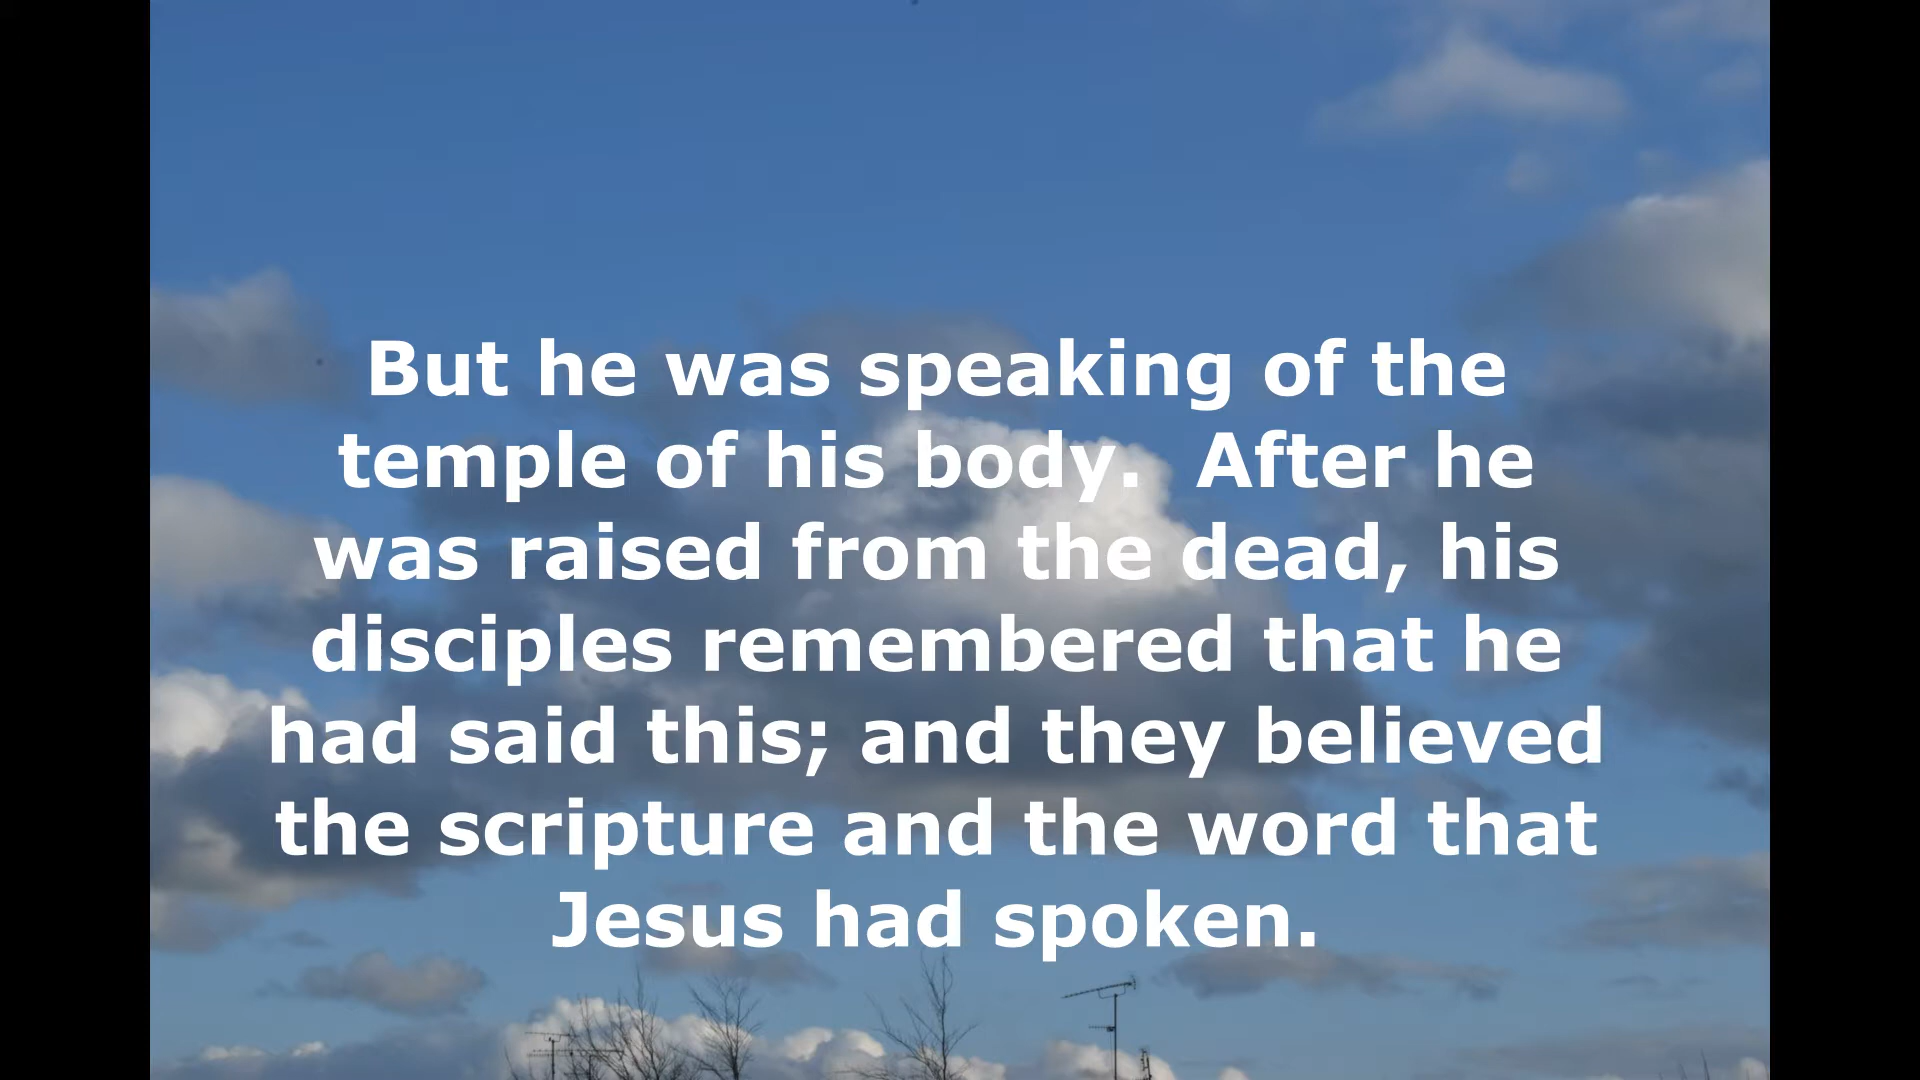 But he was speaking of the
temple of his body.  After he
was raised from the dead, his
disciples remembered that he
had said this; and they believed
the scripture and the word that
Jesus had spoken.